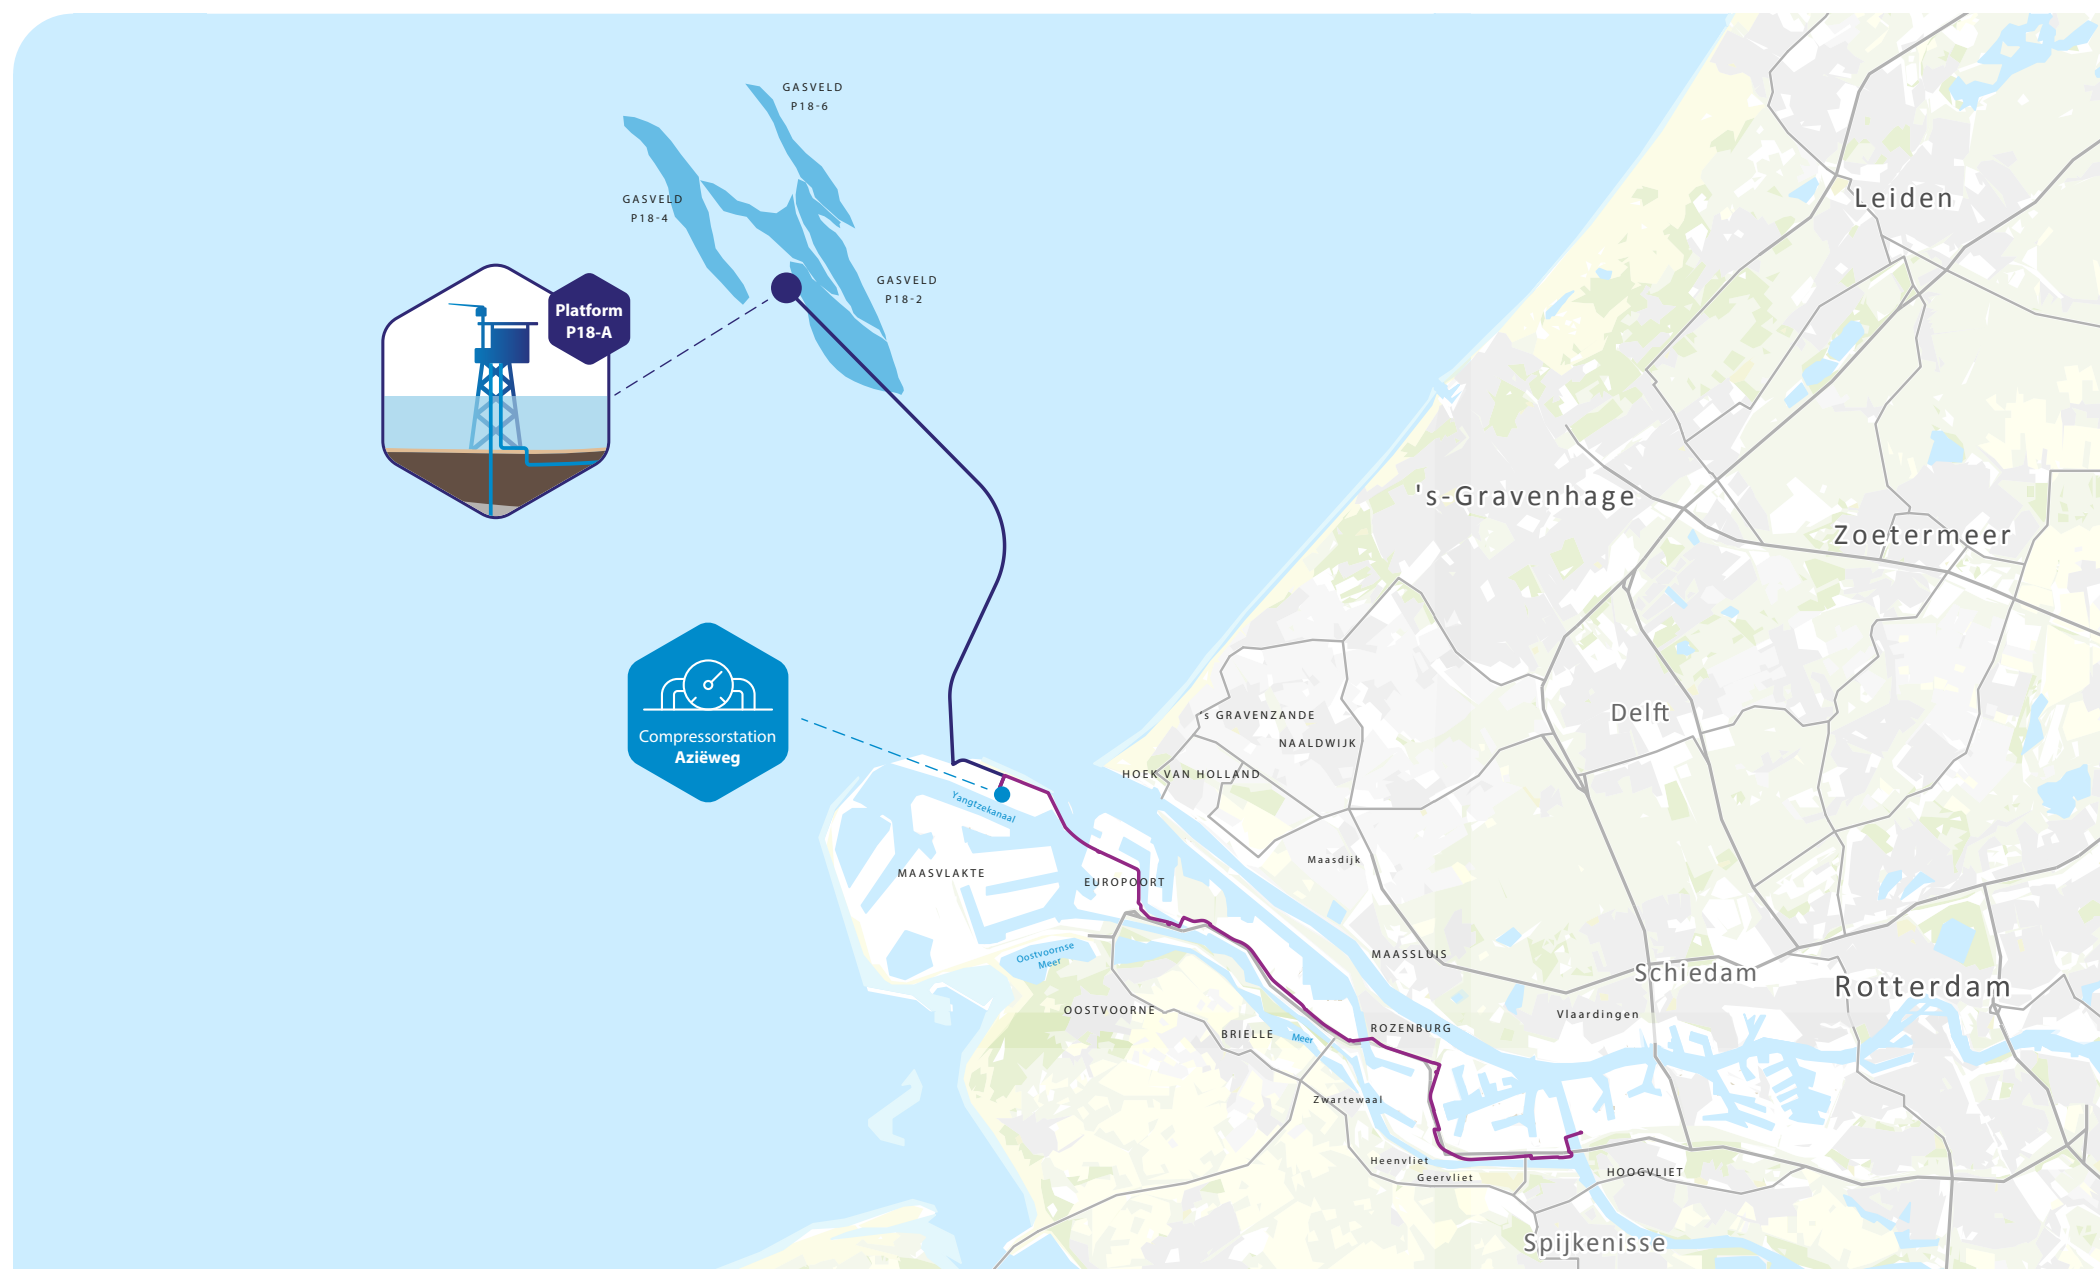 GASVELD
P18-6
GASVELD
P18-4
GASVELD
P18-2
Platform
P18-A
Compressorstation
Aziëweg
Yangtzekanaal
MAASVLAKTE
EUROPOORT
Oostvoornse
Meer
OOSTVOORNE
BRIELLE
Meer
Zwartewaal
Heenvliet
Geervliet
ROZENBURG
MAASSLUIS
Maasdijk
HOEK VAN HOLLAND
's GRAVENZANDE
NAALDWIJK
Leiden
's-Gravenhage
Zoetermeer
Delft
Schiedam
Rotterdam
Vlaardingen
HOOGVLIET
Spijkenisse